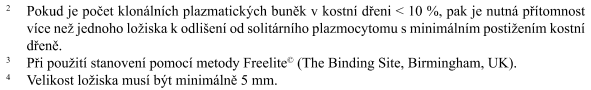 2 Pokud je počet klonálních plazmatických buněk v kostní dřeni < 10 %, pak je nutná přítomnost
více než jednoho ložiska k odlišení od solitárního plazmocytomu s minimálním postižením kostní
dřeně.
3 Při použití stanovení pomocí metody Freelite© (The Binding Site, Birmingham, UK).
4 Velikost ložiska musí být minimálně 5 mm.